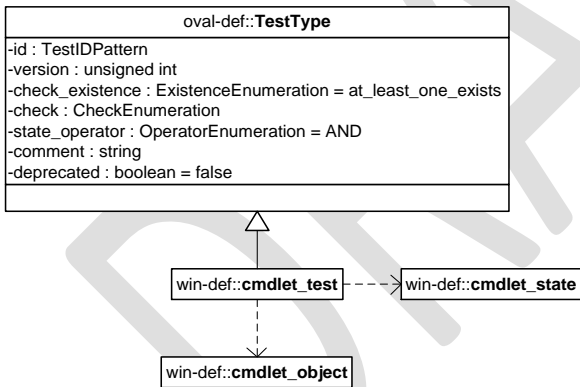 oval-def::TestType
-id : TestIDPattern
-version : unsigned int
-check_existence : ExistenceEnumeration = at_least_one_exists
-check : CheckEnumeration
-state_operator : OperatorEnumeration = AND
-comment : string
-deprecated : boolean = false
win-def::cmdlet_test
win-def::cmdlet_state
win-def::cmdlet_object